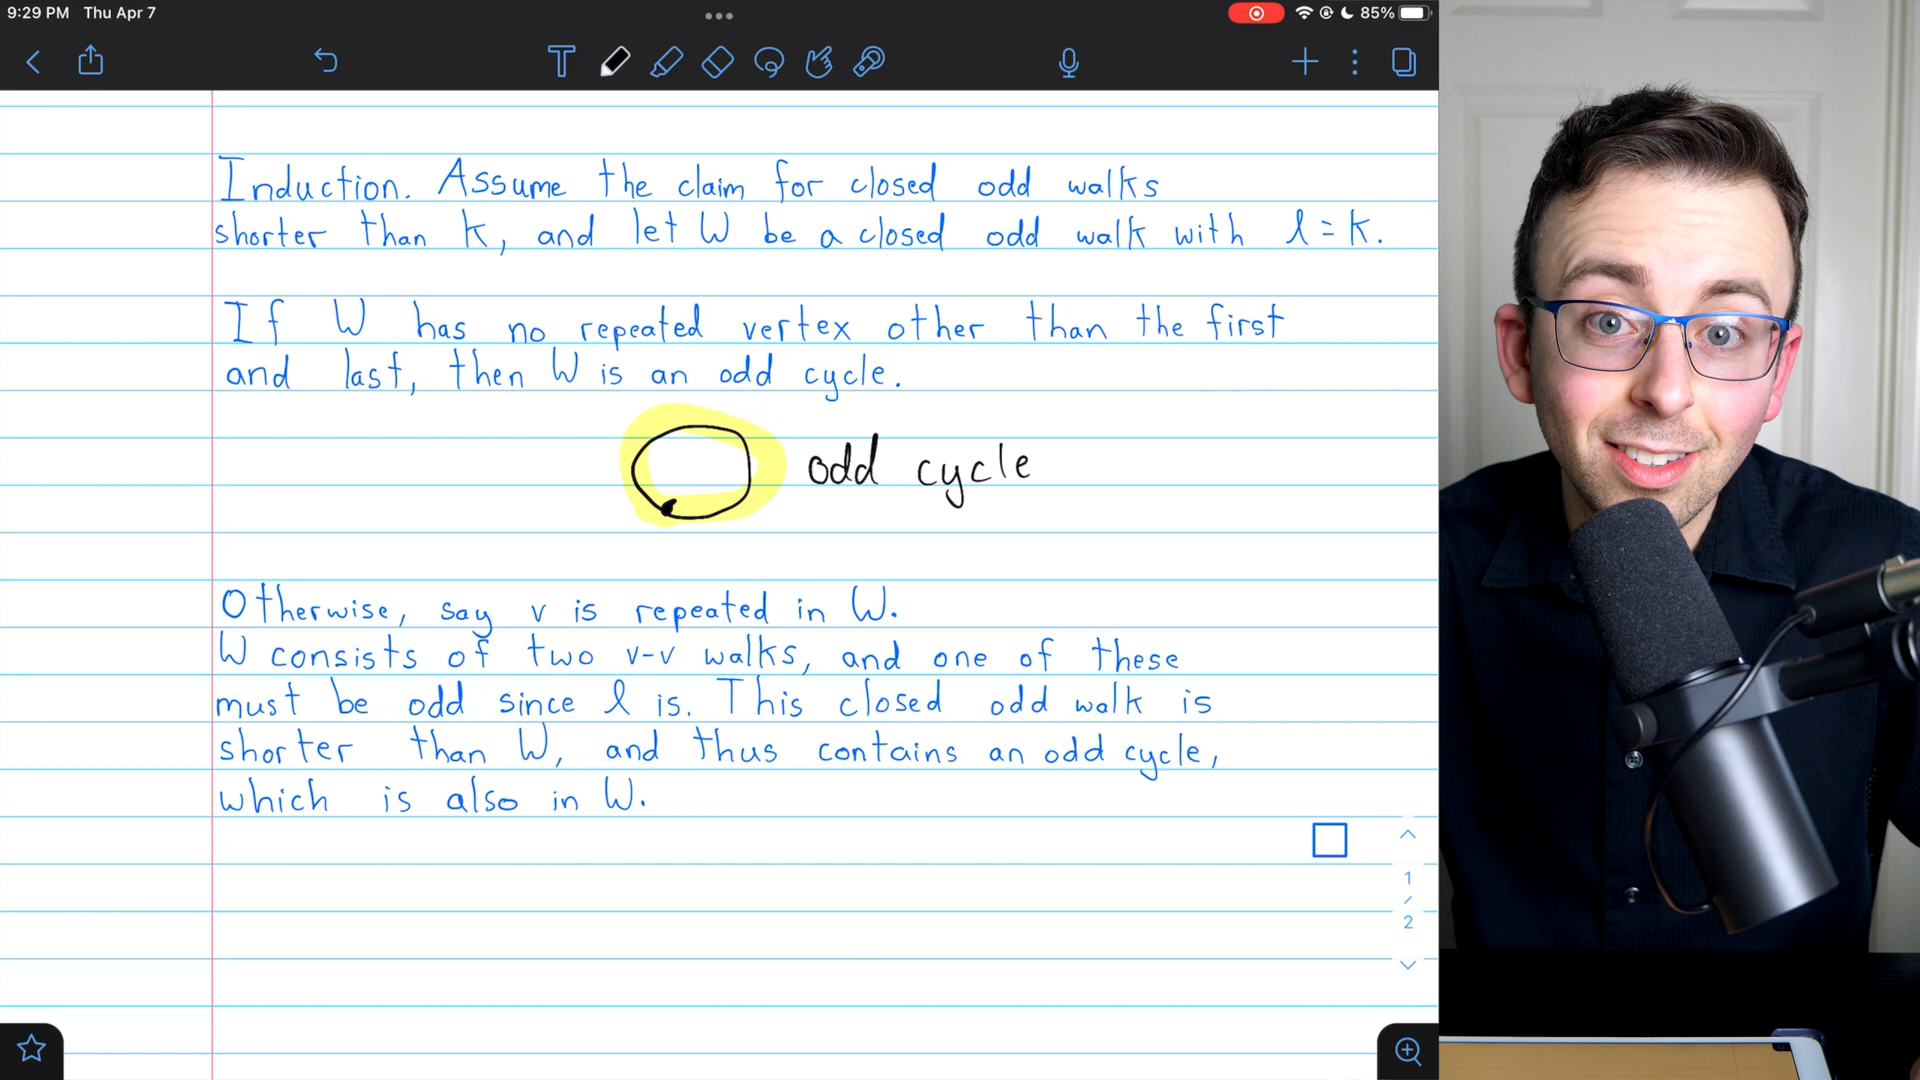 9:29 PM Thu Apr 7
85%
Induction. Assume the claim for closed odd walks
shorter than k, and let W be a closed odd walk with l = k.
If W has no repeated vertex other than the first
and last, then W is an odd cycle.
odd cycle
Otherwise, say v is repeated in W.
W consists of two v-v walks, and one of these
must be odd since l is. This closed odd walk is
shorter than W, and thus contains an odd cycle,
which is also in W.
1
/
2